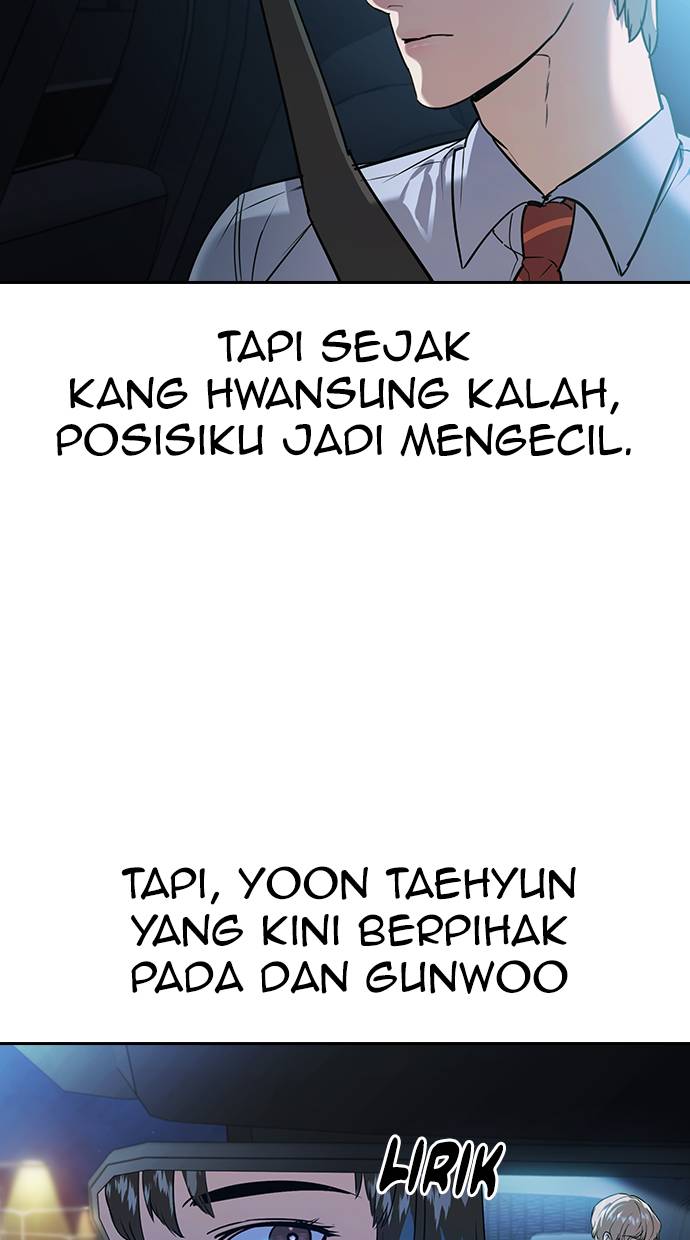 TAPI SEJAK
KANG HWANSUNG KALAH,
POSISIKU JADI MENGECIL.
TAPI, YOON TAEHYUN
YANG KINI BERPIHAK
PADA DAN GUNWOO
LIRIK